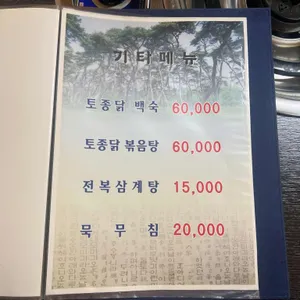 기타메뉴
토종닭 백숙 60,000
토종닭 볶음탕 60,000
전복삼계탕 15,000
묵 무 침 20,000